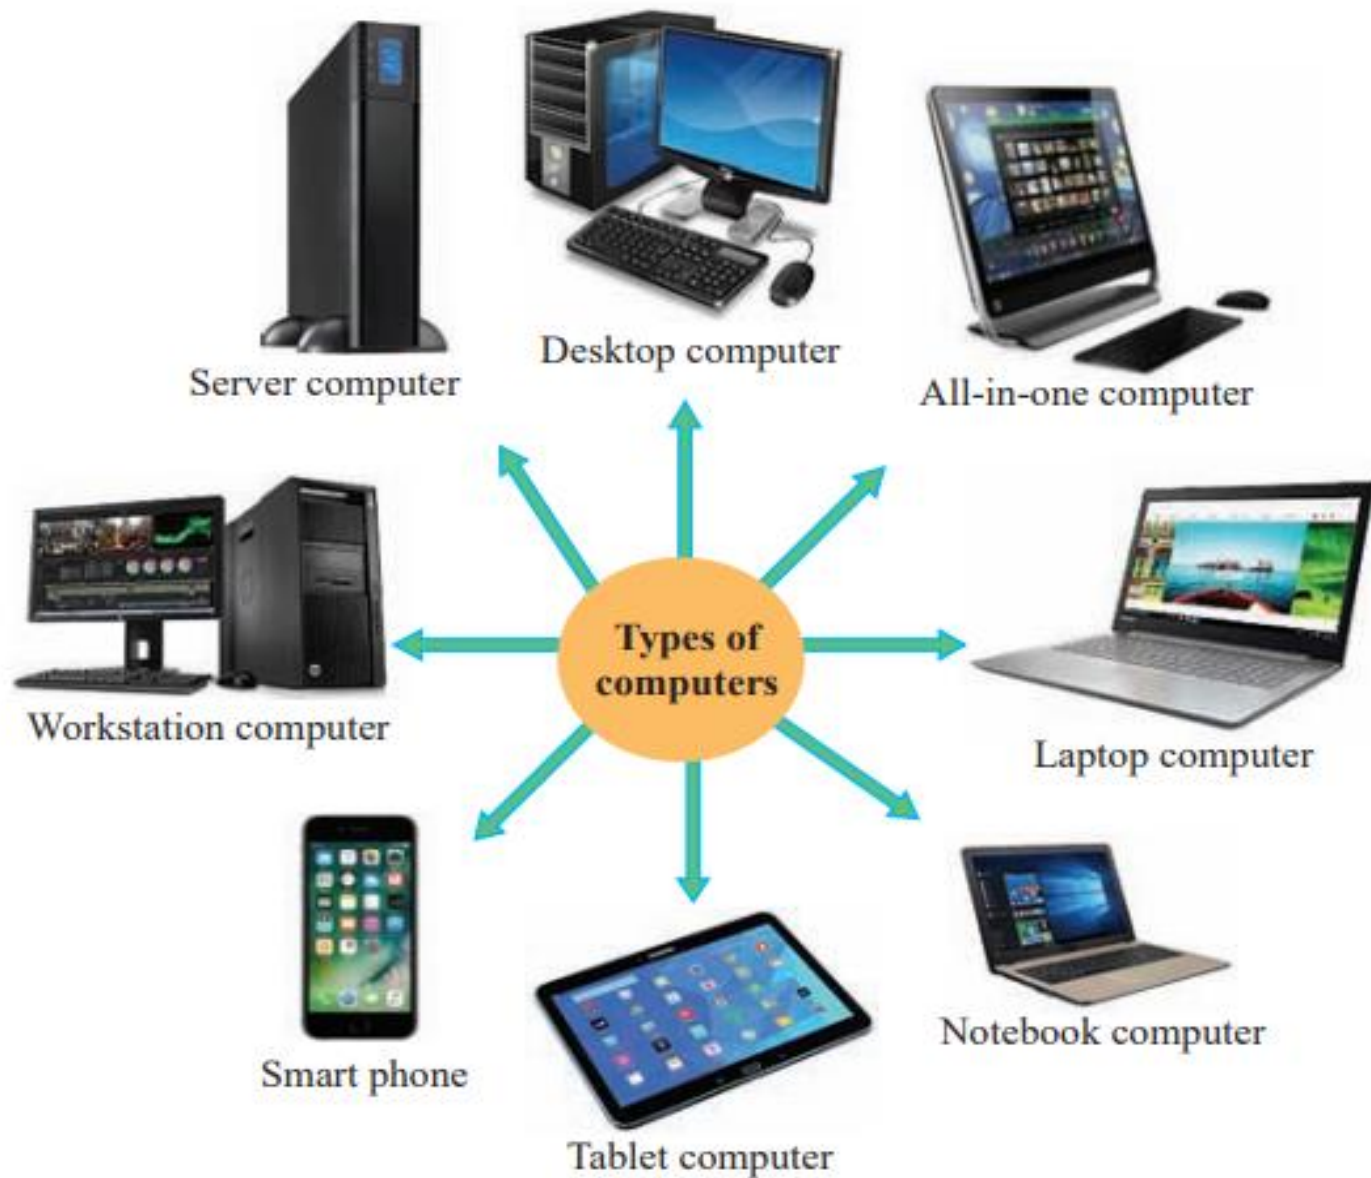 Server computer
Desktop computer
All-in-one computer
Workstation computer
Types of
computers
Laptop computer
Smart phone
Tablet computer
Notebook computer